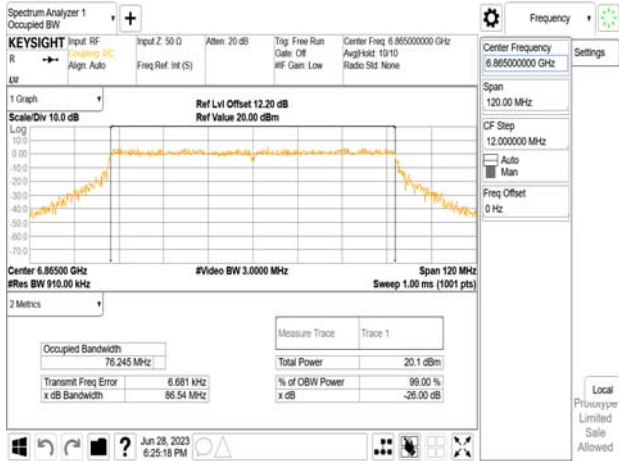 Spectrum Analyzer 1
Occupied BW
Frequency
KEYSIGHT
Input: RF
Coupling: DC
Align: Auto
Input Z: 50 Ω
Freq Ref: Int (S)
Atten: 20 dB
Trig: Free Run
Gate: Off
#IF Gain: Low
Center Freq: 6.865000000 GHz
Avg|Hold: 10/10
Radio Std: None
R
LXI
Center Frequency
6.865000000 GHz
Settings
Span
120.00 MHz
CF Step
12.000000 MHz
Auto
Man
Freq Offset
0 Hz
1 Graph
Scale/Div 10.0 dB
Ref Lvl Offset 12.20 dB
Ref Value 20.00 dBm
Log
10.0
0.00
-10.0
-20.0
-30.0
-40.0
-50.0
-60.0
-70.0
Center 6.86500 GHz
#Video BW 3.0000 MHz
Span 120 MHz
#Res BW 910.00 kHz
Sweep 1.00 ms (1001 pts)
2 Metrics
Measure Trace
Trace 1
Occupied Bandwidth
76.245 MHz
Total Power
20.1 dBm
Transmit Freq Error
6.681 kHz
% of OBW Power
99.00 %
x dB Bandwidth
86.54 MHz
x dB
-26.00 dB
Local
Prototype
Limited
Sale
Allowed
Jun 28, 2023
6:25:18 PM